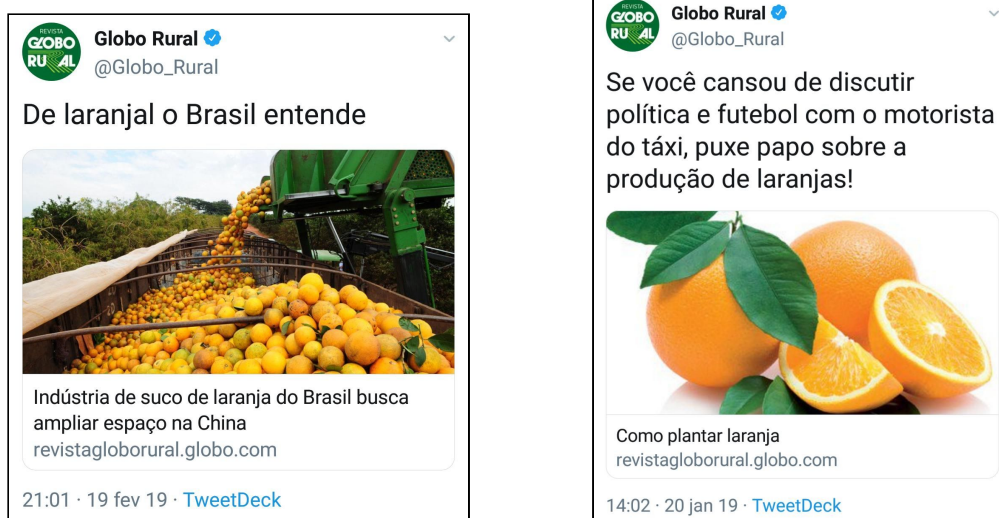 REVISTA
GLOBO
RURAL
Globo Rural
@Globo_Rural
De laranjal o Brasil entende
Indústria de suco de laranja do Brasil busca
ampliar espaço na China
revistagloborural.globo.com
21:01 · 19 fev 19 · TweetDeck
REVISTA
GLOBO
RURAL
Globo Rural
@Globo_Rural
Se você cansou de discutir
política e futebol com o motorista
do táxi, puxe papo sobre a
produção de laranjas!
Como plantar laranja
revistagloborural.globo.com
14:02 · 20 jan 19 · TweetDeck